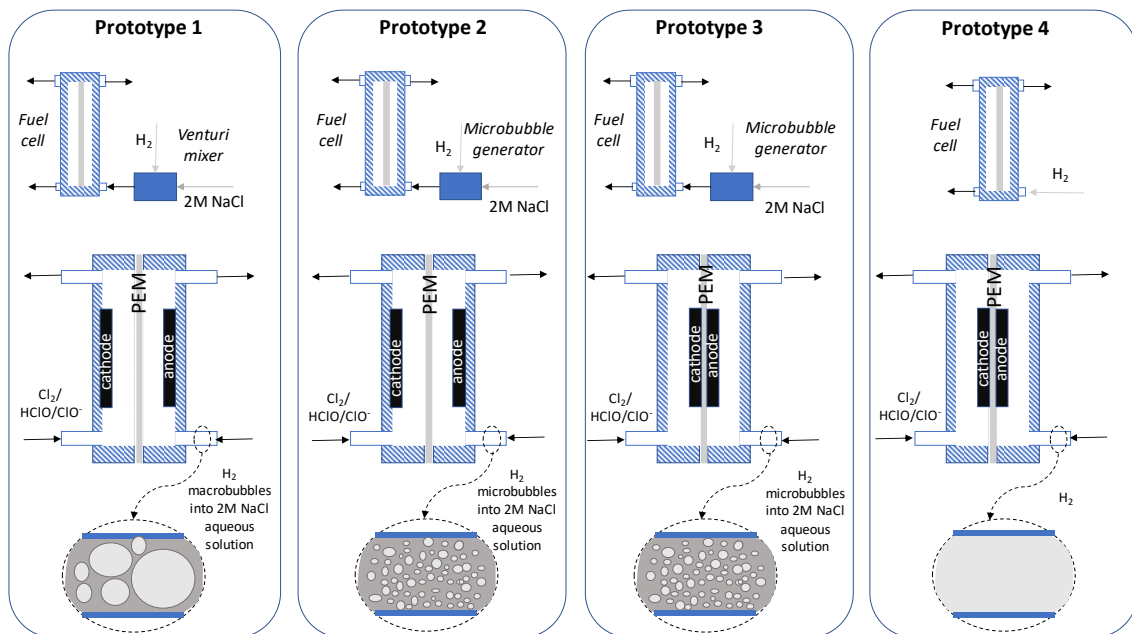 Prototype 1
Fuel
cell
H₂
Venturi
mixer
2M NaCl
PEM
cathode
anode
Cl₂/
HClO/ClO⁻
H₂
macrobubbles
into 2M NaCl
aqueous
solution
Prototype 2
Fuel
cell
H₂
Microbubble
generator
2M NaCl
PEM
cathode
anode
Cl₂/
HClO/ClO⁻
H₂
microbubbles
into 2M NaCl
aqueous
solution
Prototype 3
Fuel
cell
H₂
Microbubble
generator
2M NaCl
PEM
cathode
anode
Cl₂/
HClO/ClO⁻
H₂
microbubbles
into 2M NaCl
aqueous
solution
Prototype 4
Fuel
cell
H₂
PEM
cathode
anode
Cl₂/
HClO/ClO⁻
H₂